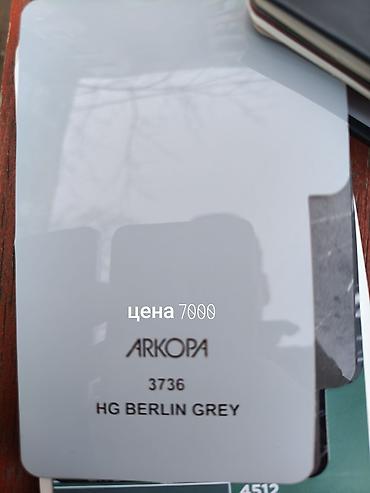 цена 7000
ARKOPA
3736
HG BERLIN GREY
4512